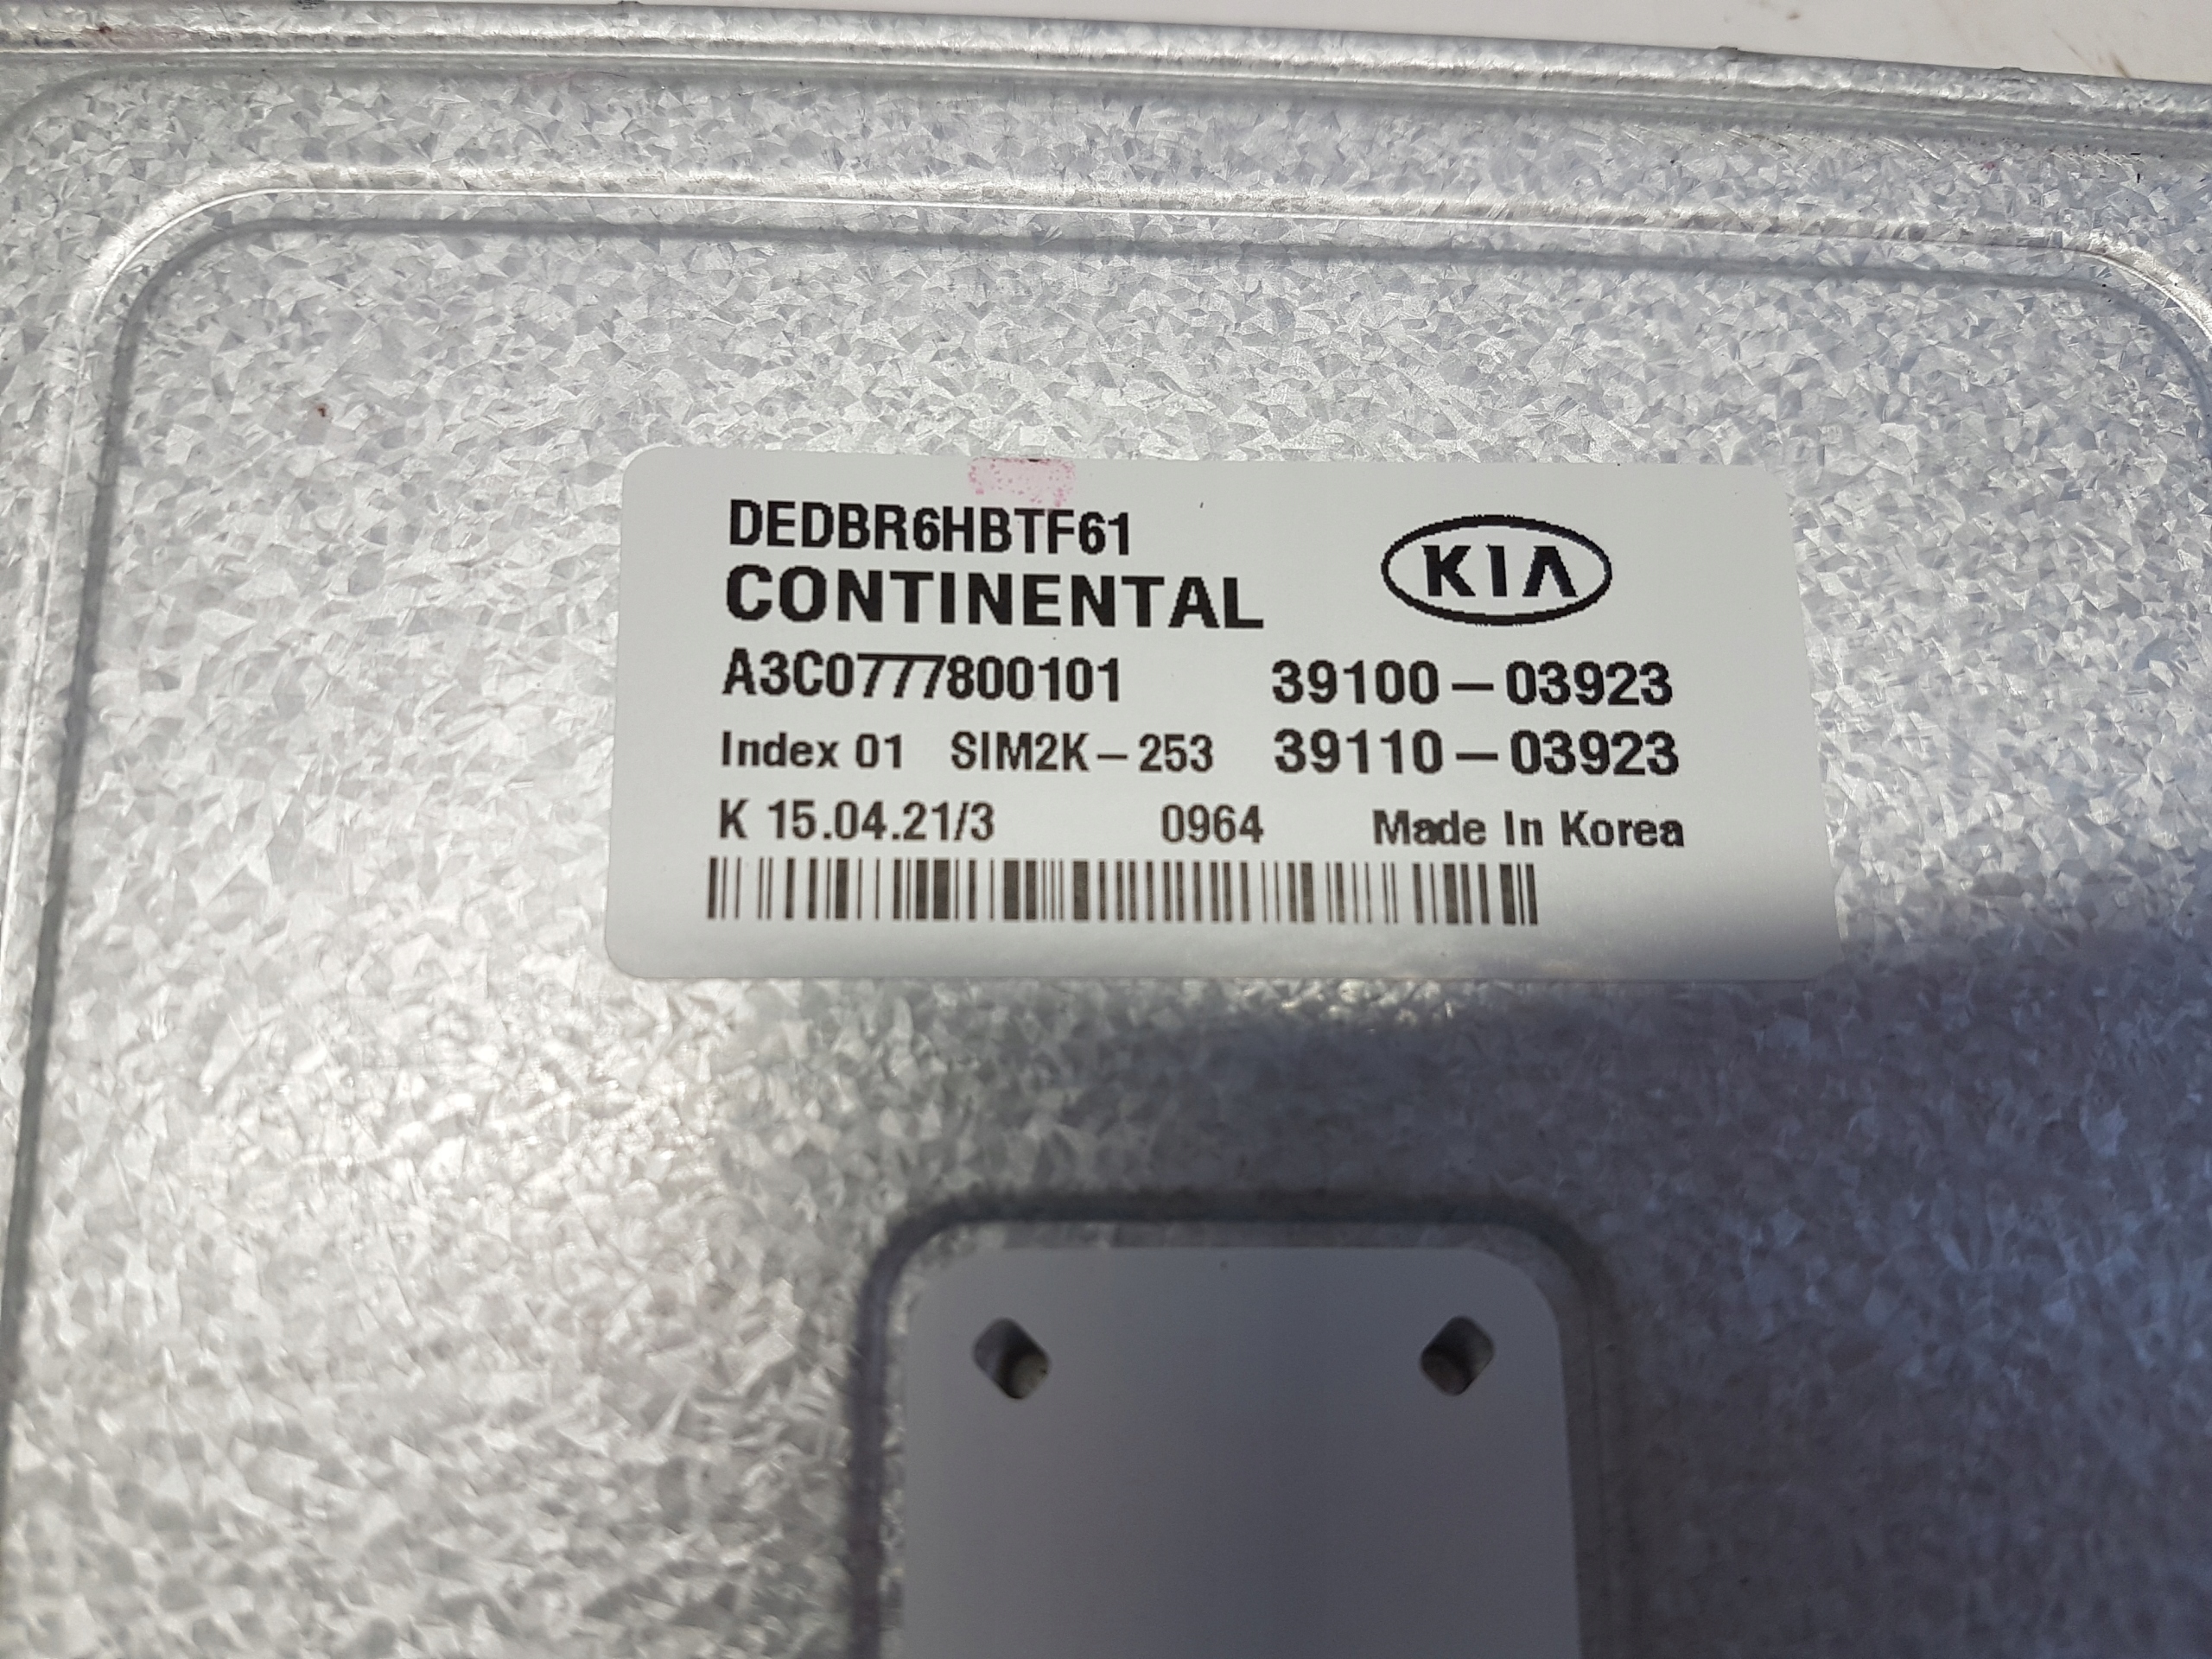 DEDBR6HBTF61
CONTINENTAL
KIA
A3C0777800101 39100-03923
Index 01 SIM2K-253 39110-03923
K 15.04.21/3 0964 Made In Korea